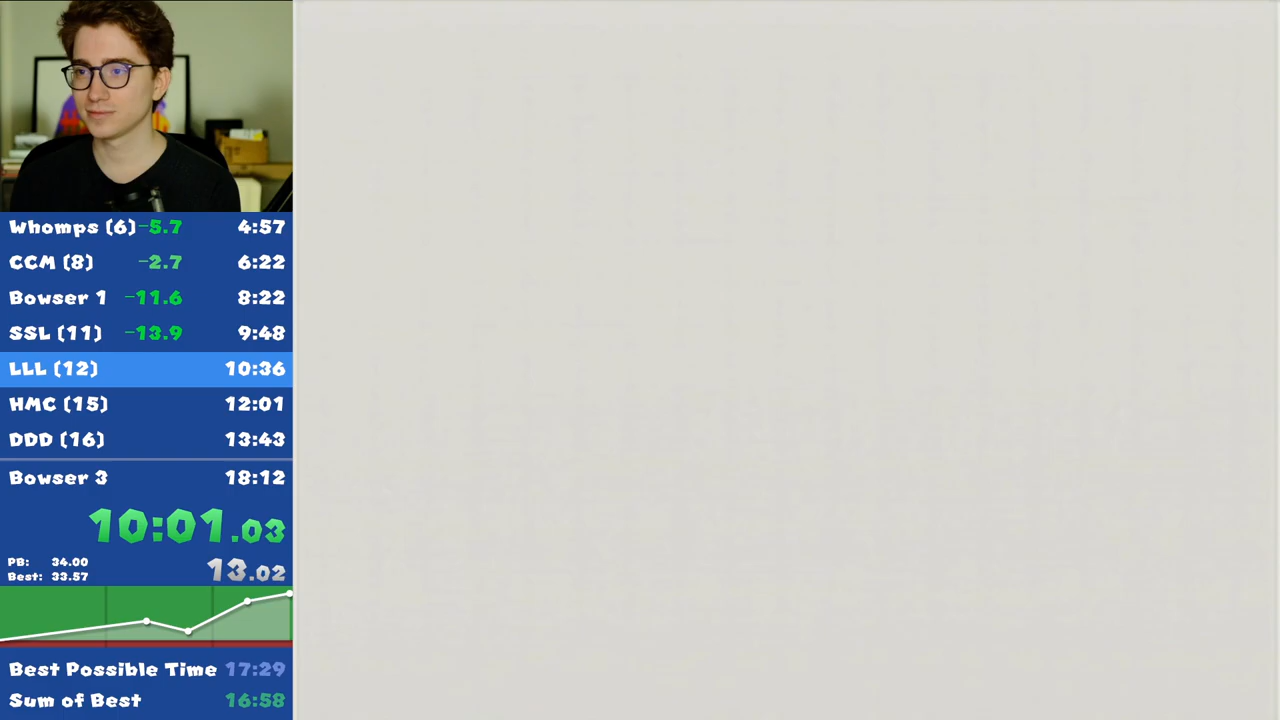 Whomps (6) -5.7 4:57
CCM (8) -2.7 6:22
Bowser 1 -11.6 8:22
SSL (11) -13.9 9:48
LLL (12) 10:36
HMC (15) 12:01
DDD (16) 13:43
Bowser 3 18:12
10:01.03
PB: 34.00 13.02
Best: 33.57
Best Possible Time 17:29
Sum of Best 16:58